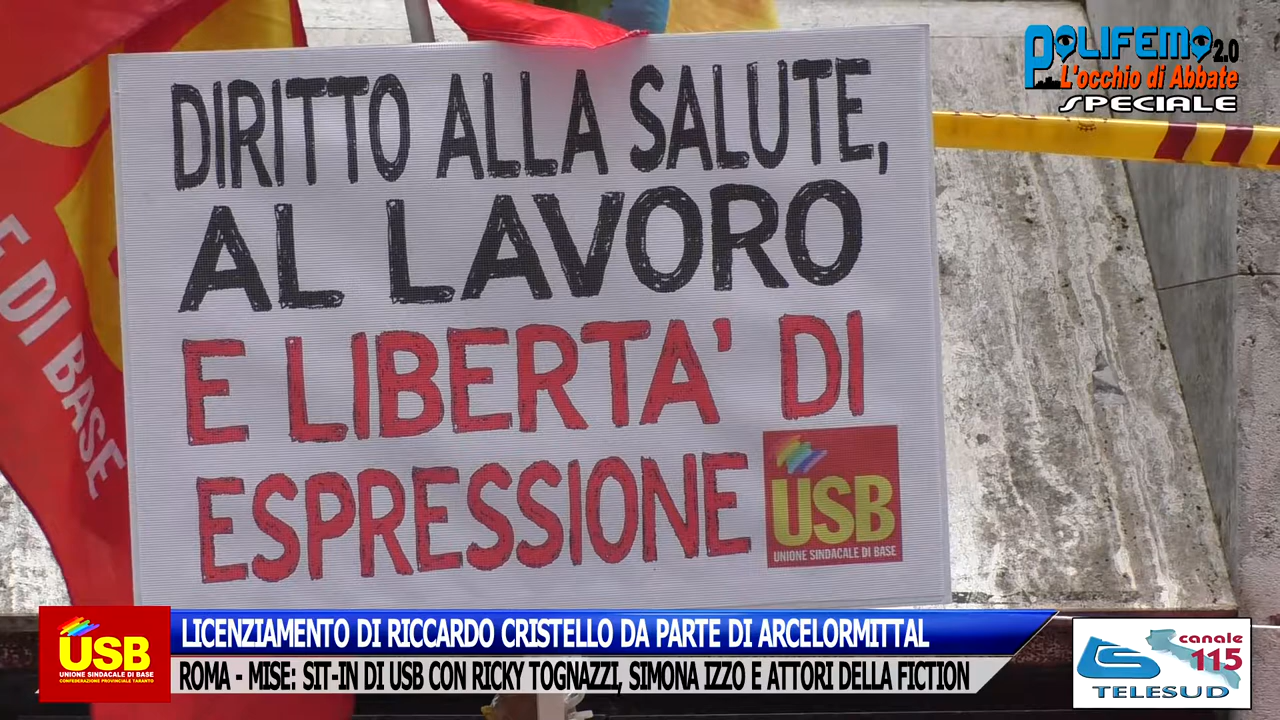 DIRITTO ALLA SALUTE,
AL LAVORO
E LIBERTA' DI
ESPRESSIONE
USB
UNIONE SINDACALE DI BASE
E DI BASE
POLIFEMO 2.0
L'occhio di Abbate
SPECIALE
USB
UNIONE SINDACALE DI BASE
CONFEDERAZIONE PROVINCIALE TARANTO
LICENZIAMENTO DI RICCARDO CRISTELLO DA PARTE DI ARCELORMITTAL
ROMA - MISE: SIT-IN DI USB CON RICKY TOGNAZZI, SIMONA IZZO E ATTORI DELLA FICTION
canale
115
TELESUD